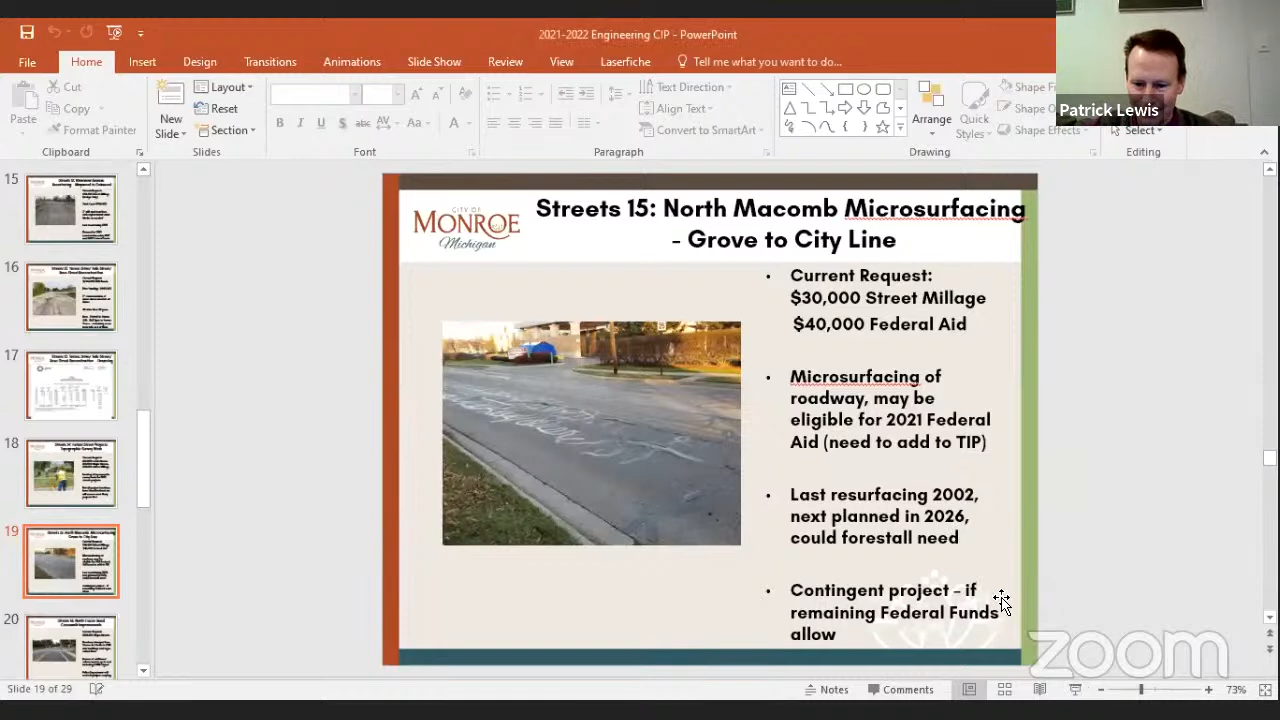 2021-2022 Engineering CIP - PowerPoint
File Home Insert Design Transitions Animations Slide Show Review View Laserfiche Tell me what you want to do...
Patrick Lewis
Paste
Cut
Copy
Format Painter
Clipboard
New
Slide
Layout
Reset
Section
Slides
Font
Text Direction
Align Text
Convert to SmartArt
Paragraph
Arrange
Quick
Styles
Shape
Shape
Shape Effects
Drawing
Select
Editing
15
16
17
18
19
20
CITY OF
MONROE
Michigan
Streets 15: North Macomb Microsurfacing
- Grove to City Line
• Current Request:
$30,000 Street Millage
$40,000 Federal Aid
• Microsurfacing of
roadway, may be
eligible for 2021 Federal
Aid (need to add to TIP)
• Last resurfacing 2002,
next planned in 2026,
could forestall need
• Contingent project – if
remaining Federal Funds
allow
zoom
Slide 19 of 29
Notes Comments 73%